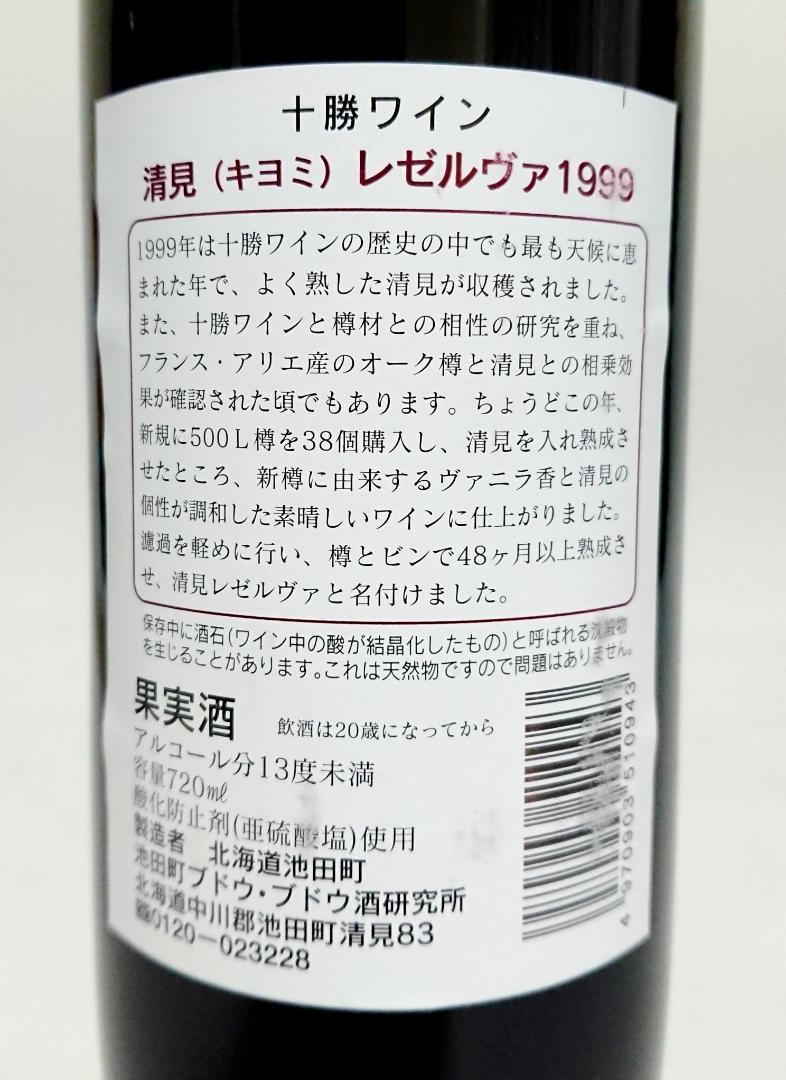 十勝ワイン
清見（キヨミ）レゼルヴァ1999
1999年は十勝ワインの歴史の中でも最も天候に恵
まれた年で、よく熟した清見が収穫されました。
また、十勝ワインと樽材との相性の研究を重ね、
フランス・アリエ産のオーク樽と清見との相乗効
果が確認された頃でもあります。ちょうどこの年、
新規に500L樽を38個購入し、清見を入れ熟成さ
せたところ、新樽に由来するヴァニラ香と清見の
個性が調和した素晴しいワインに仕上がりました。
濾過を軽めに行い、樽とビンで48ヶ月以上熟成さ
せ、清見レゼルヴァと名付けました。
保存中に酒石(ワイン中の酸が結晶化したもの)と呼ばれる沈殿物
を生じることがあります。これは天然物ですので問題はありません。
果実酒 飲酒は20歳になってから
アルコール分13度未満
容量720ml
酸化防止剤(亜硫酸塩)使用
製造者 北海道池田町
池田町ブドウ・ブドウ酒研究所
北海道中川郡池田町清見83
☎0120-023228
4 970903 510943